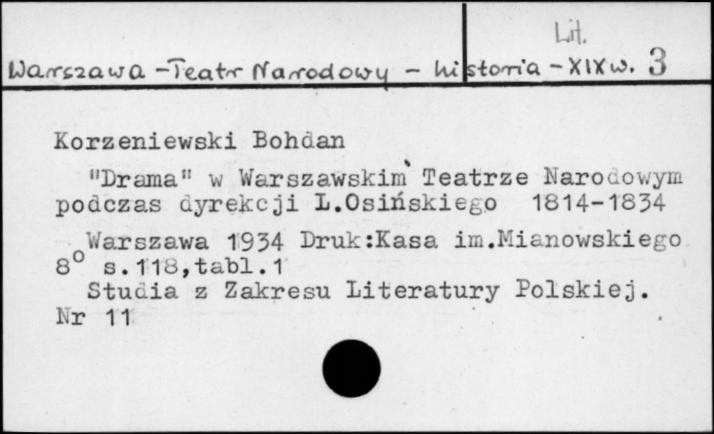 Lit.
Warszawa - Teatr Narodowy - historia - XIX w. 3
Korzeniewski Bohdan
"Drama" w Warszawskim Teatrze Narodowym
podczas dyrekcji L.Osińskiego 1814-1834
Warszawa 1934 Druk:Kasa im.Mianowskiego
8° s.118,tabl.1
Studia z Zakresu Literatury Polskiej.
Nr 11